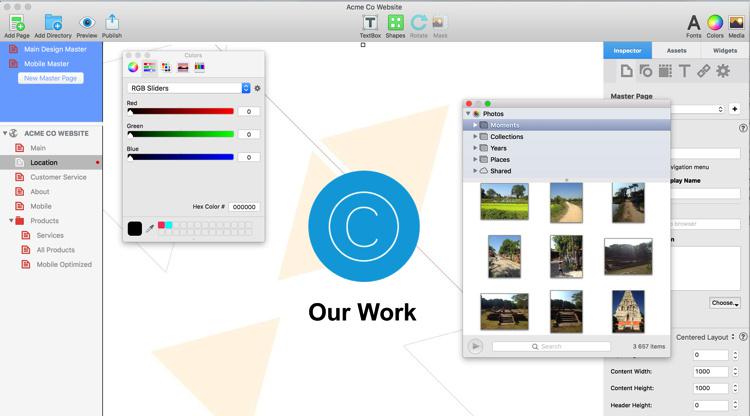 Acme Co Website
Add Page Add Directory Preview Publish TextBox Shapes Rotate Mask Fonts Colors Media
Main Design Master
Mobile Master
New Master Page
ACME CO WEBSITE
Main
Location
Customer Service
About
Mobile
Products
Services
All Products
Mobile Optimized
Colors
RGB Sliders
Red
0
Green
0
Blue
0
Hex Color # 000000
C
Our Work
Photos
Moments
Collections
Years
Places
Shared
Search
3 657 items
Inspector Assets Widgets
Master Page
vigation menu
play Name
browser
Choose...
Centered Layout
0
Content Width: 1000
Content Height: 1000
Header Height: 0